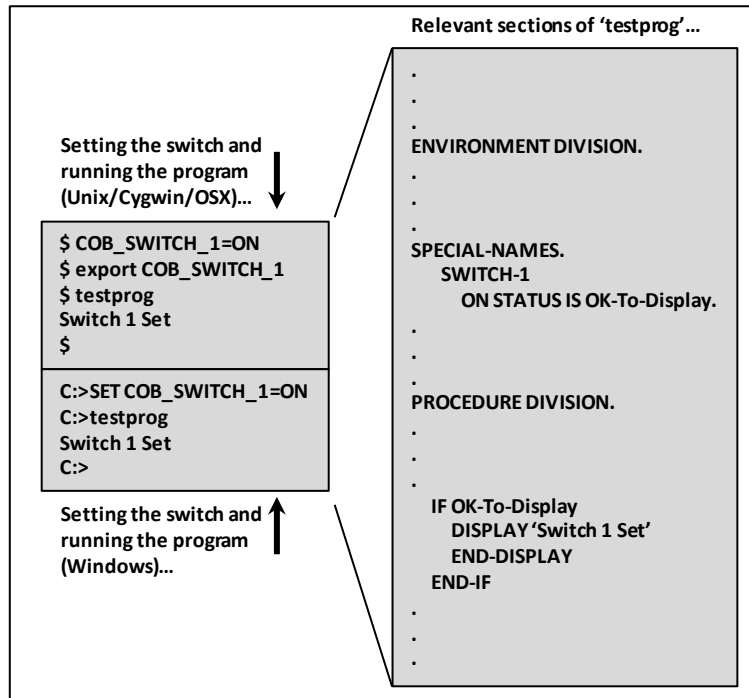 Relevant sections of ‘testprog’…
Setting the switch and
running the program
(Unix/Cygwin/OSX)…
$ COB_SWITCH_1=ON
$ export COB_SWITCH_1
$ testprog
Switch 1 Set
$
C:>SET COB_SWITCH_1=ON
C:>testprog
Switch 1 Set
C:>
Setting the switch and
running the program
(Windows)…
.
.
.
ENVIRONMENT DIVISION.
.
.
.
SPECIAL-NAMES.
SWITCH-1
ON STATUS IS OK-To-Display.
.
.
.
PROCEDURE DIVISION.
.
.
.
IF OK-To-Display
DISPLAY ‘Switch 1 Set’
END-DISPLAY
END-IF
.
.
.